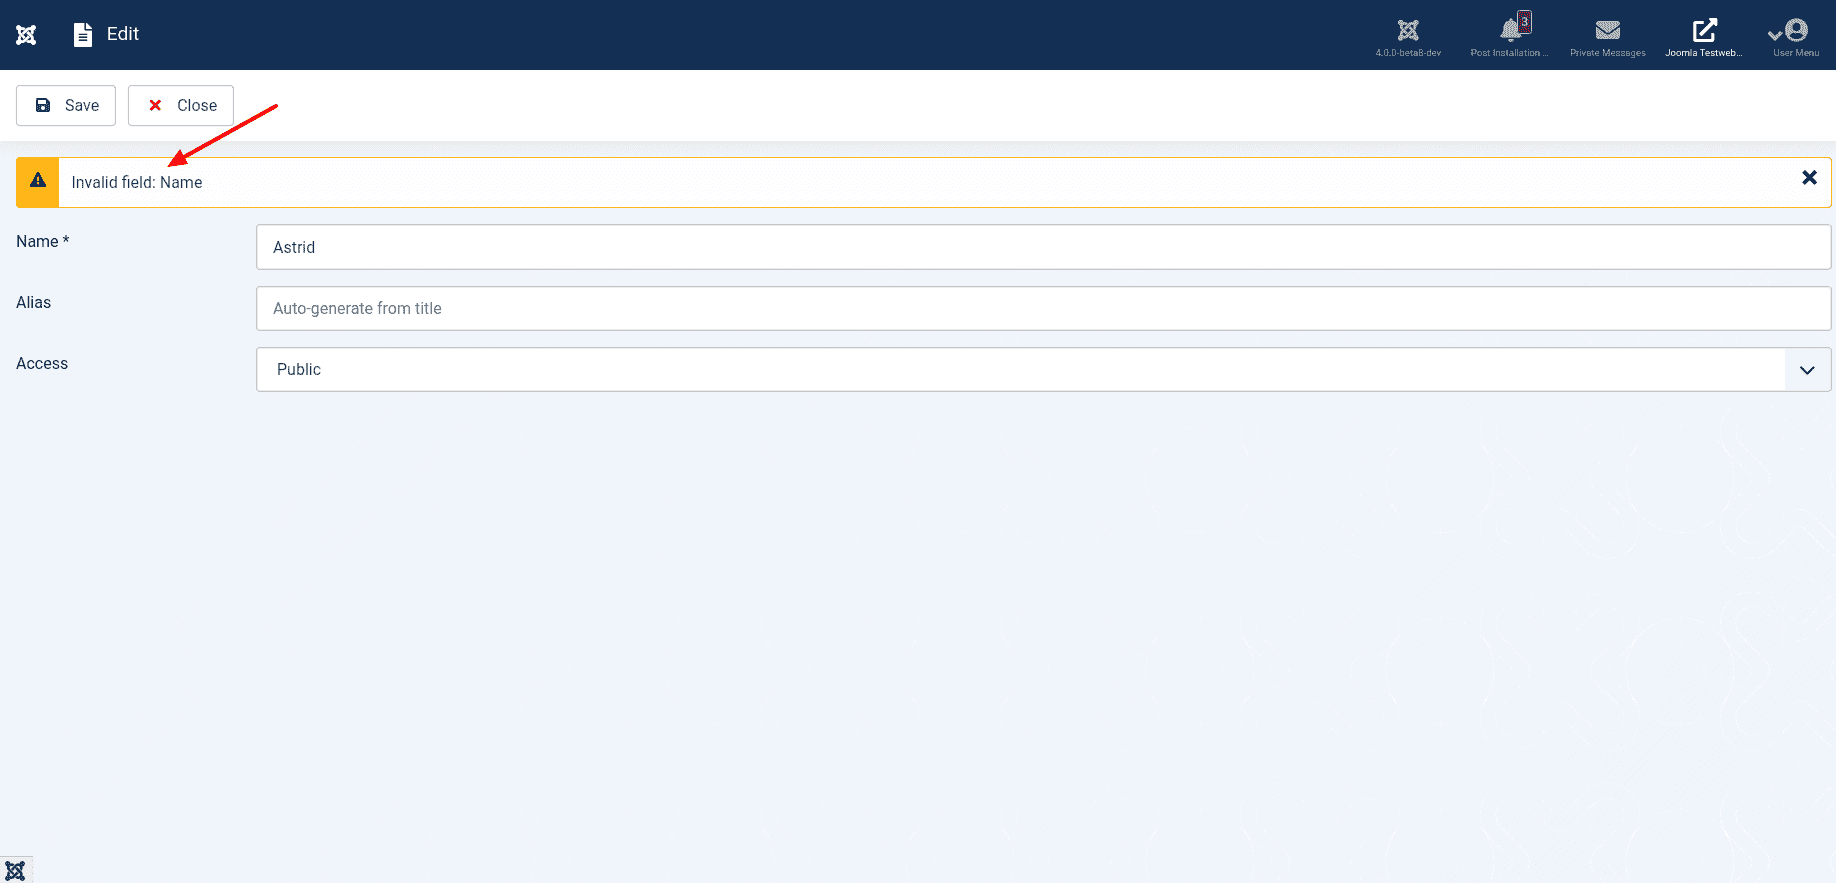 Edit
4.0.0-beta8-dev
3
Post Installation ...
Private Messages
Joomla Testweb...
User Menu
Save
Close
Invalid field: Name
Name *
Astrid
Alias
Auto-generate from title
Access
Public